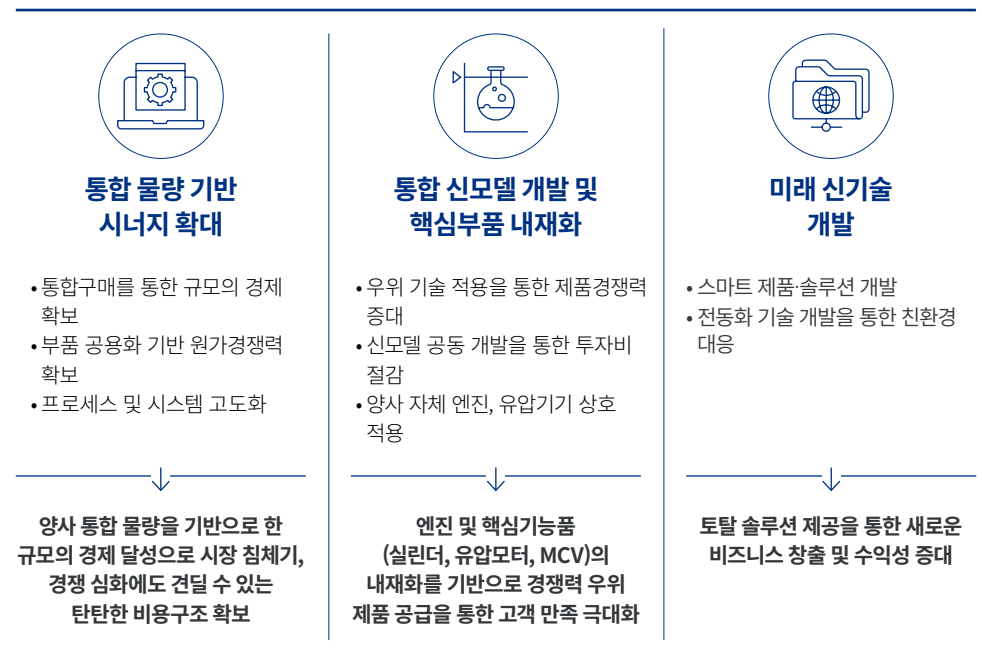 통합 물량 기반
시너지 확대
• 통합구매를 통한 규모의 경제
확보
• 부품 공용화 기반 원가경쟁력
확보
• 프로세스 및 시스템 고도화
양사 통합 물량을 기반으로 한
규모의 경제 달성으로 시장 침체기,
경쟁 심화에도 견딜 수 있는
탄탄한 비용구조 확보
통합 신모델 개발 및
핵심부품 내재화
• 우위 기술 적용을 통한 제품경쟁력
증대
• 신모델 공동 개발을 통한 투자비
절감
• 양사 자체 엔진, 유압기기 상호
적용
엔진 및 핵심기능품
(실린더, 유압모터, MCV)의
내재화를 기반으로 경쟁력 우위
제품 공급을 통한 고객 만족 극대화
미래 신기술
개발
• 스마트 제품·솔루션 개발
• 전동화 기술 개발을 통한 친환경
대응
토탈 솔루션 제공을 통한 새로운
비즈니스 창출 및 수익성 증대